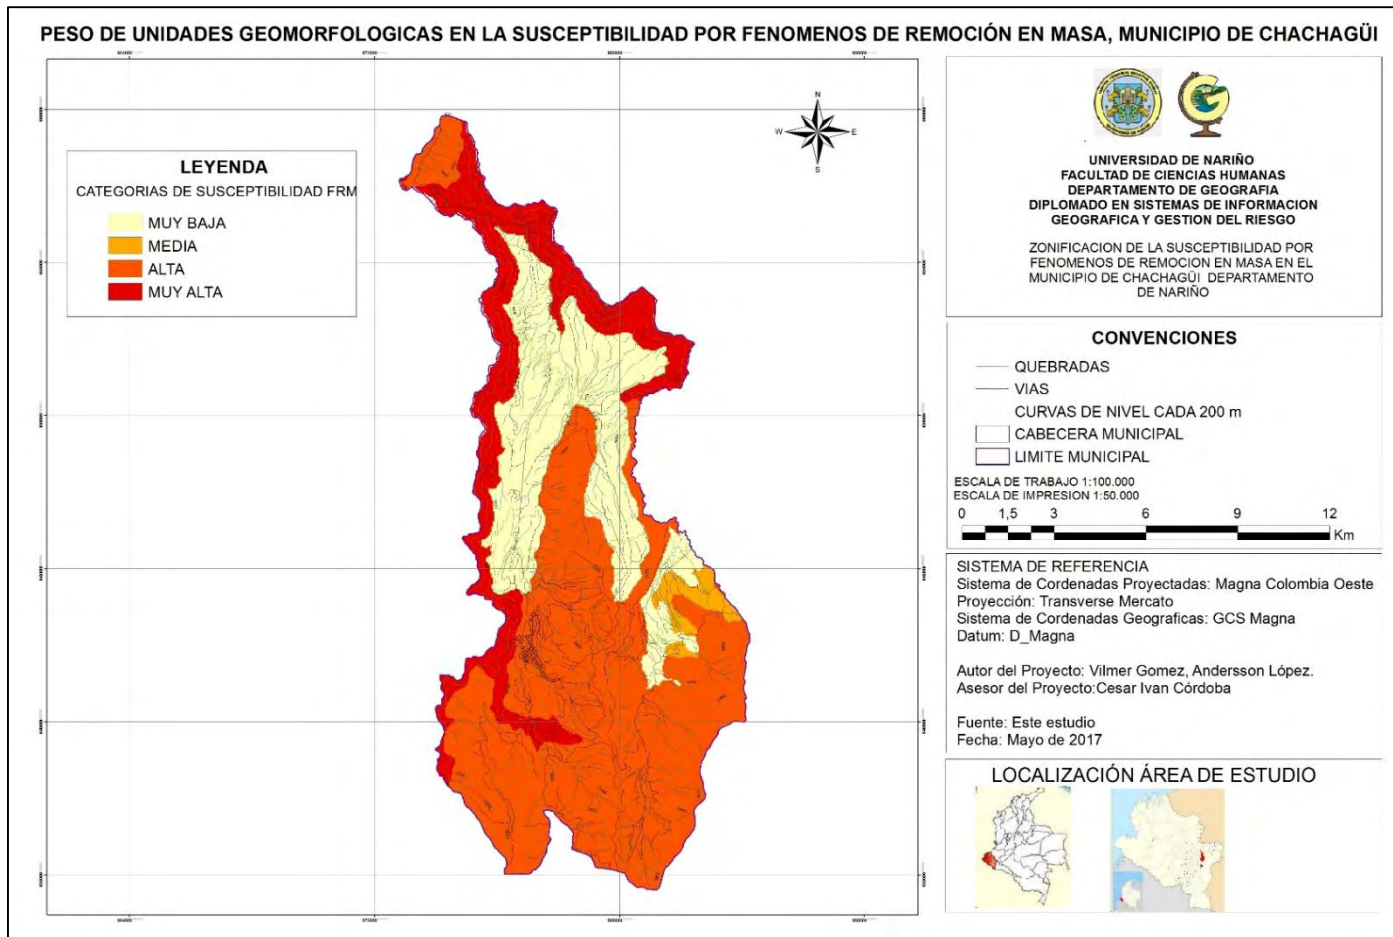 PESO DE UNIDADES GEOMORFOLOGICAS EN LA SUSCEPTIBILIDAD POR FENOMENOS DE REMOCIÓN EN MASA, MUNICIPIO DE CHACHAGÜI
LEYENDA
CATEGORIAS DE SUSCEPTIBILIDAD FRM
MUY BAJA
MEDIA
ALTA
MUY ALTA
N
W
E
S
UNIVERSIDAD DE NARIÑO
FACULTAD DE CIENCIAS HUMANAS
DEPARTAMENTO DE GEOGRAFIA
DIPLOMADO EN SISTEMAS DE INFORMACION
GEOGRAFICA Y GESTION DEL RIESGO
ZONIFICACION DE LA SUSCEPTIBILIDAD POR
FENOMENOS DE REMOCION EN MASA EN EL
MUNICIPIO DE CHACHAGÜI DEPARTAMENTO
DE NARIÑO
CONVENCIONES
QUEBRADAS
VIAS
CURVAS DE NIVEL CADA 200 m
CABECERA MUNICIPAL
LIMITE MUNICIPAL
ESCALA DE TRABAJO 1:100.000
ESCALA DE IMPRESION 1:50.000
0 1,5 3 6 9 12
Km
SISTEMA DE REFERENCIA
Sistema de Cordenadas Proyectadas: Magna Colombia Oeste
Proyección: Transverse Mercato
Sistema de Cordenadas Geograficas: GCS Magna
Datum: D_Magna
Autor del Proyecto: Vilmer Gomez, Andersson López.
Asesor del Proyecto:Cesar Ivan Córdoba
Fuente: Este estudio
Fecha: Mayo de 2017
LOCALIZACIÓN ÁREA DE ESTUDIO